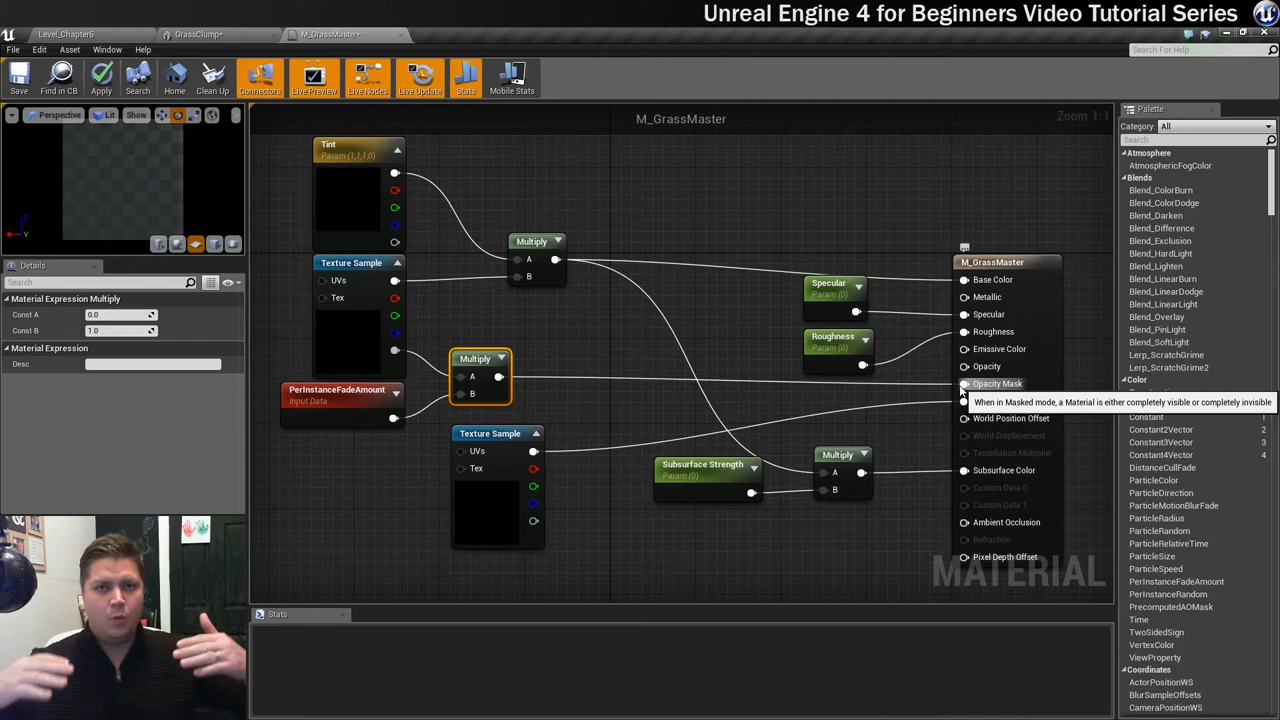 Unreal Engine 4 for Beginners Video Tutorial Series
Level_Chapter6
GrassClump*
M_GrassMaster*
File Edit Asset Window Help
Search For Help
Save
Find in CB
Apply
Search
Home
Clean Up
Connectors
Live Preview
Live Nodes
Live Update
Stats
Mobile Stats
Perspective
Lit
Show
M_GrassMaster
Zoom 1:1
Palette
Category: All
Search
Atmosphere
AtmosphericFogColor
Blends
Blend_ColorBurn
Blend_ColorDodge
Blend_Darken
Blend_Difference
Blend_Exclusion
Blend_HardLight
Blend_Lighten
Blend_LinearBurn
Blend_LinearDodge
Blend_LinearLight
Blend_Overlay
Blend_PinLight
Blend_Screen
Blend_SoftLight
Lerp_ScratchGrime
Lerp_ScratchGrime2
Color
Constant 1
Constant2Vector 2
Constant3Vector 3
Constant4Vector 4
DistanceCullFade
ParticleColor
ParticleDirection
ParticleMotionBlurFade
ParticleRadius
ParticleRandom
ParticleRelativeTime
ParticleSize
ParticleSpeed
PerInstanceFadeAmount
PerInstanceRandom
PrecomputedAOMask
Time
TwoSidedSign
VertexColor
ViewProperty
Coordinates
ActorPositionWS
BlurSampleOffsets
CameraPositionWS
Details
Search
Material Expression Multiply
Const A 0.0
Const B 1.0
Material Expression
Desc
Tint
Param (1,1,1,0)
Texture Sample
UVs
Tex
PerInstanceFadeAmount
Input Data
Multiply
A
B
Multiply
A
B
Texture Sample
UVs
Tex
Specular
Param (0)
Roughness
Param (0)
Subsurface Strength
Param (0)
Multiply
A
B
M_GrassMaster
Base Color
Metallic
Specular
Roughness
Emissive Color
Opacity
Opacity Mask
When in Masked mode, a Material is either completely visible or completely invisible
World Position Offset
World Displacement
Tessellation Multiplier
Subsurface Color
Custom Data 0
Custom Data 1
Ambient Occlusion
Refraction
Pixel Depth Offset
MATERIAL
Stats